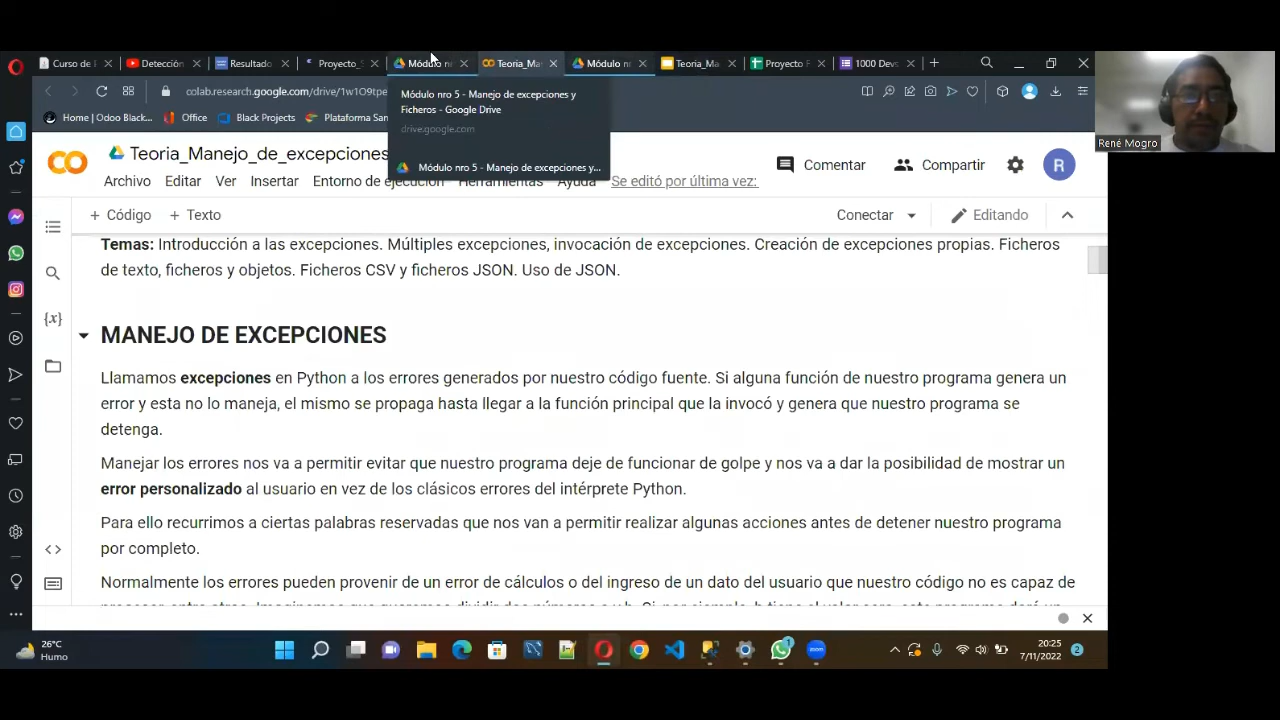 Curso de
Detección
Resultado
Proyecto_
Módulo n
Teoria_Ma
Módulo n
Teoria_Ma
Proyecto F
1000 Devs
colab.research.google.com/drive/1w1O9tpe
Home | Odoo Black...
Office
Black Projects
Plataforma San
Módulo nro 5 - Manejo de excepciones y
Ficheros - Google Drive
drive.google.com
Módulo nro 5 - Manejo de excepciones y...
René Mogro
Teoria_Manejo_de_excepciones
Comentar
Compartir
R
Archivo Editar Ver Insertar Entorno de ejecución Herramientas Ayuda Se editó por última vez:
+ Código + Texto
Conectar
Editando
Temas: Introducción a las excepciones. Múltiples excepciones, invocación de excepciones. Creación de excepciones propias. Ficheros
de texto, ficheros y objetos. Ficheros CSV y ficheros JSON. Uso de JSON.
{x}
MANEJO DE EXCEPCIONES
Llamamos excepciones en Python a los errores generados por nuestro código fuente. Si alguna función de nuestro programa genera un
error y esta no lo maneja, el mismo se propaga hasta llegar a la función principal que la invocó y genera que nuestro programa se
detenga.
Manejar los errores nos va a permitir evitar que nuestro programa deje de funcionar de golpe y nos va a dar la posibilidad de mostrar un
error personalizado al usuario en vez de los clásicos errores del intérprete Python.
Para ello recurrimos a ciertas palabras reservadas que nos van a permitir realizar algunas acciones antes de detener nuestro programa
por completo.
Normalmente los errores pueden provenir de un error de cálculos o del ingreso de un dato del usuario que nuestro código no es capaz de
26°C
Humo
zoom
1
20:25
7/11/2022
2